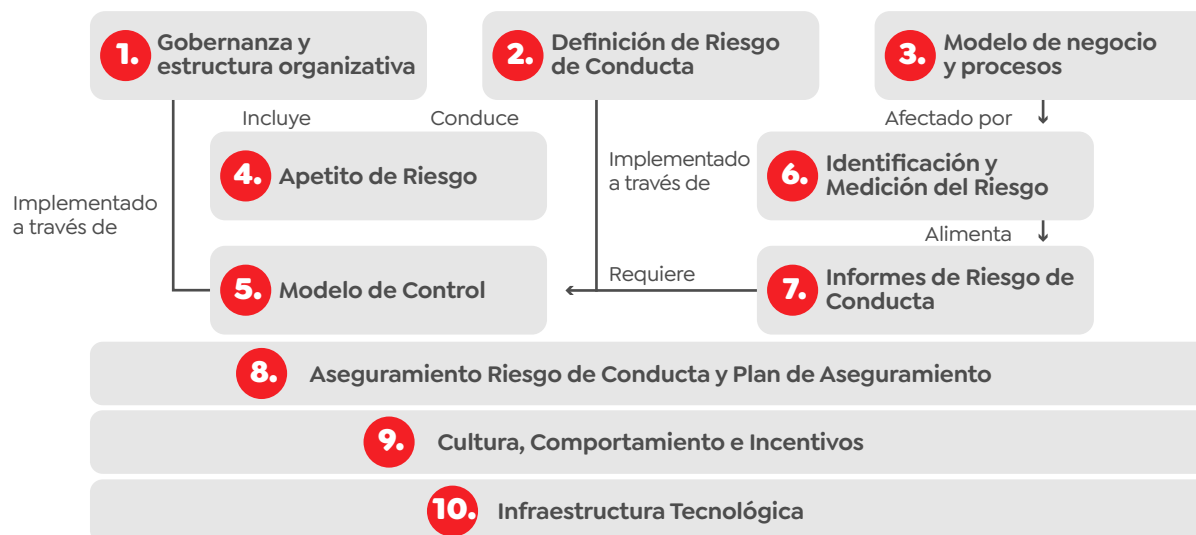 1. Gobernanza y
estructura organizativa
2. Definición de Riesgo
de Conducta
3. Modelo de negocio
y procesos
Incluye
Conduce
Afectado por
4. Apetito de Riesgo
Implementado
a través de
6. Identificación y
Medición del Riesgo
Implementado
a través de
Alimenta
5. Modelo de Control
Requiere
7. Informes de Riesgo de
Conducta
8. Aseguramiento Riesgo de Conducta y Plan de Aseguramiento
9. Cultura, Comportamiento e Incentivos
10. Infraestructura Tecnológica